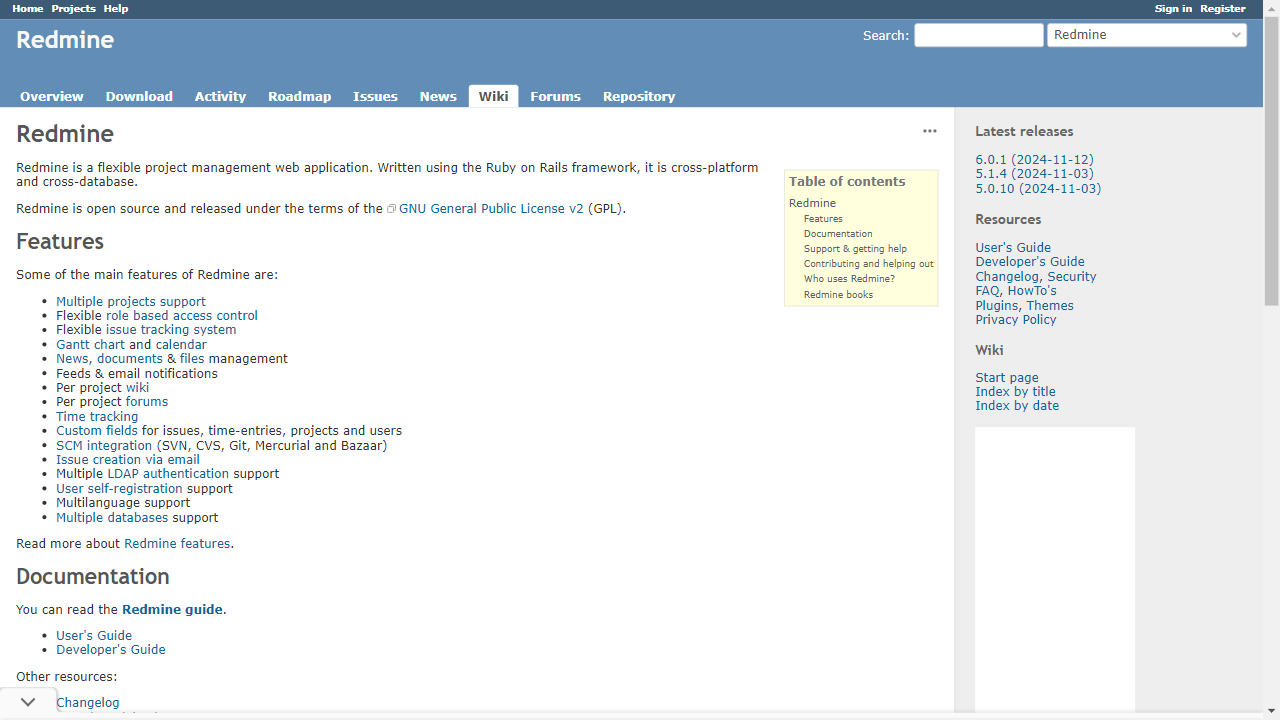 Home Projects Help Sign in Register
Redmine
Search: Redmine
Overview Download Activity Roadmap Issues News Wiki Forums Repository
Redmine
Redmine is a flexible project management web application. Written using the Ruby on Rails framework, it is cross-platform
and cross-database.
Redmine is open source and released under the terms of the GNU General Public License v2 (GPL).
Table of contents
Redmine
Features
Documentation
Support & getting help
Contributing and helping out
Who uses Redmine?
Redmine books
Features
Some of the main features of Redmine are:
• Multiple projects support
• Flexible role based access control
• Flexible issue tracking system
• Gantt chart and calendar
• News, documents & files management
• Feeds & email notifications
• Per project wiki
• Per project forums
• Time tracking
• Custom fields for issues, time-entries, projects and users
• SCM integration (SVN, CVS, Git, Mercurial and Bazaar)
• Issue creation via email
• Multiple LDAP authentication support
• User self-registration support
• Multilanguage support
• Multiple databases support
Read more about Redmine features.
Documentation
You can read the Redmine guide.
• User's Guide
• Developer's Guide
Other resources:
Changelog
Latest releases
6.0.1 (2024-11-12)
5.1.4 (2024-11-03)
5.0.10 (2024-11-03)
Resources
User's Guide
Developer's Guide
Changelog, Security
FAQ, HowTo's
Plugins, Themes
Privacy Policy
Wiki
Start page
Index by title
Index by date